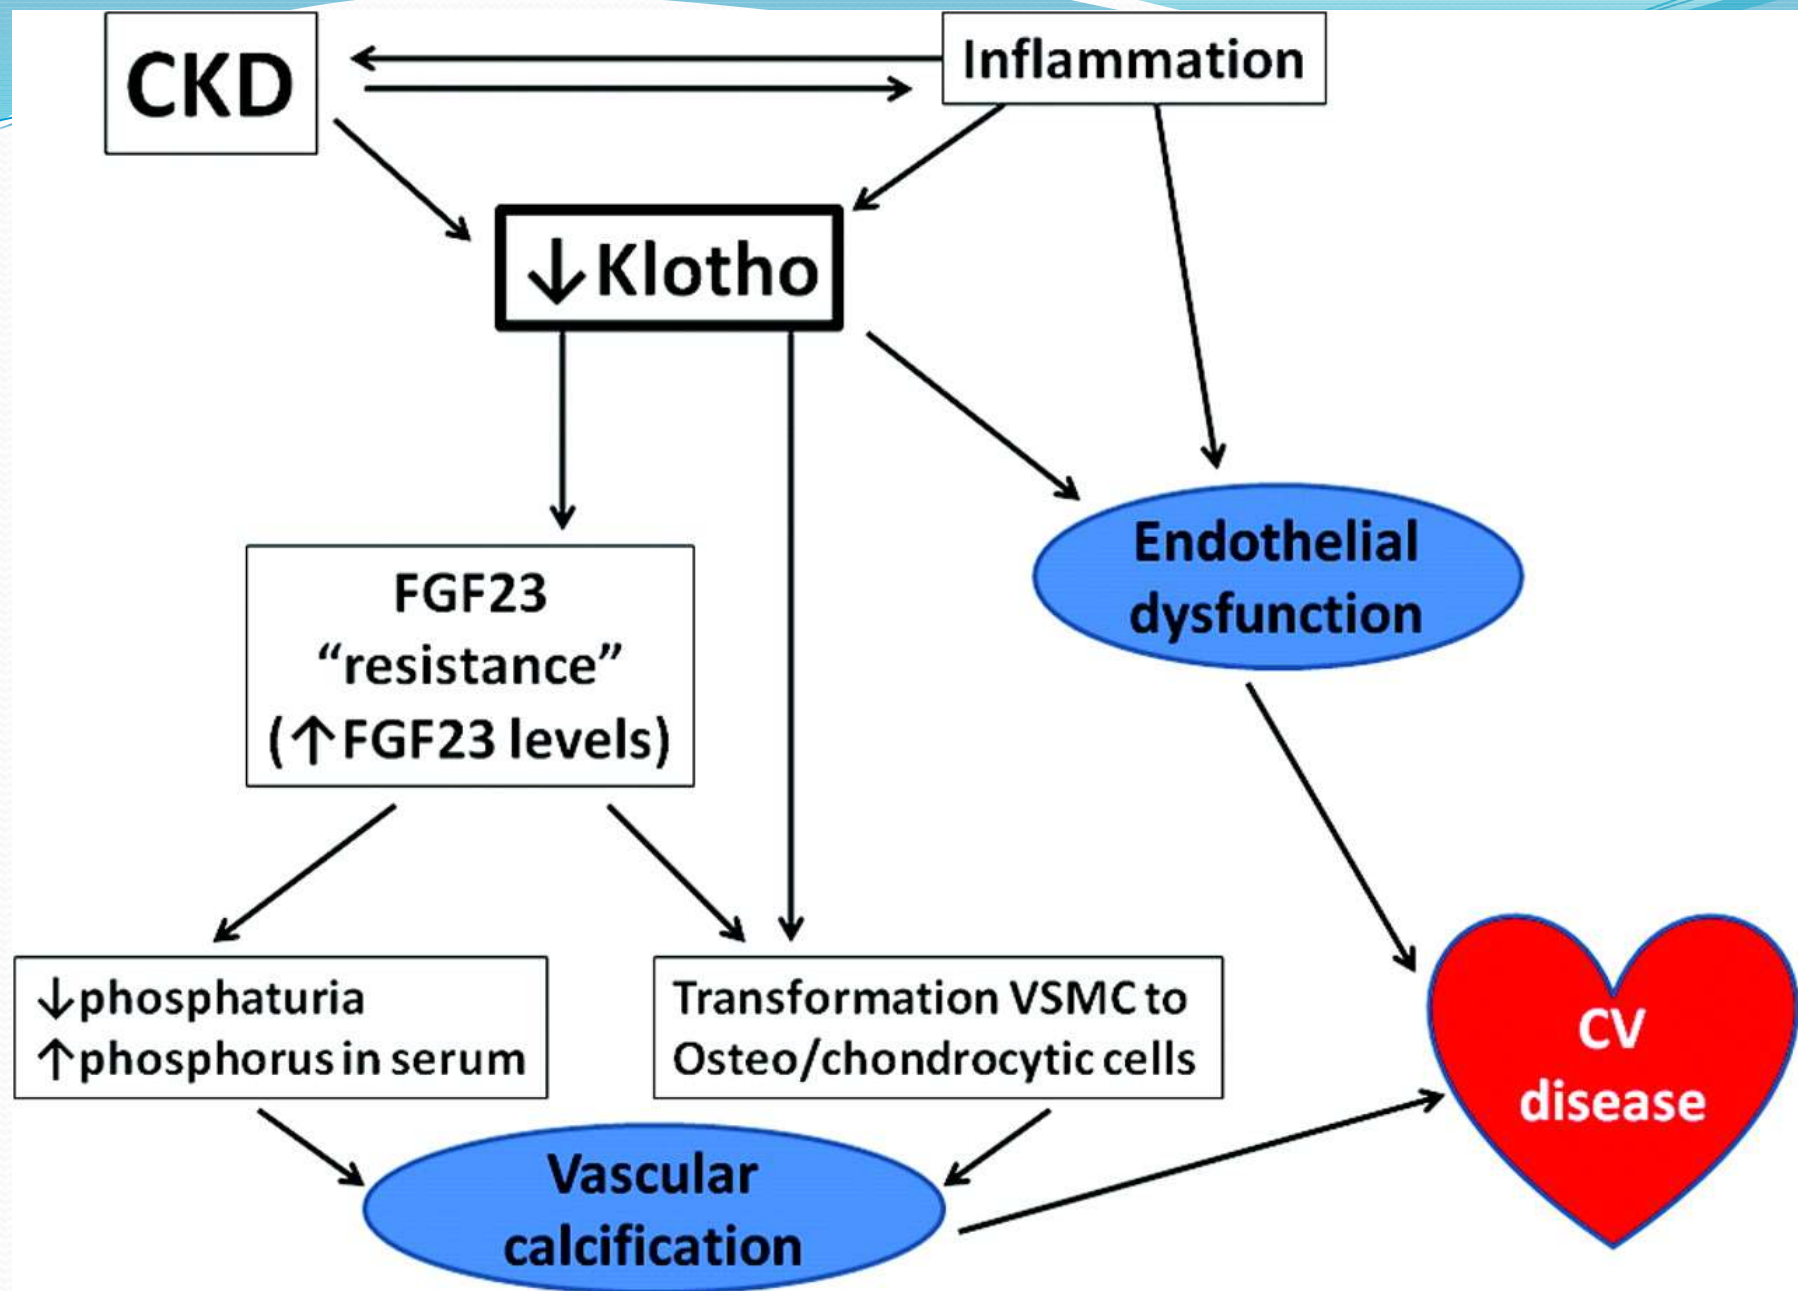 CKD
Inflammation
↓Klotho
Endothelial
dysfunction
FGF23
“resistance”
(↑FGF23 levels)
↓phosphaturia
↑phosphorus in serum
Transformation VSMC to
Osteo/chondrocytic cells
CV
disease
Vascular
calcification